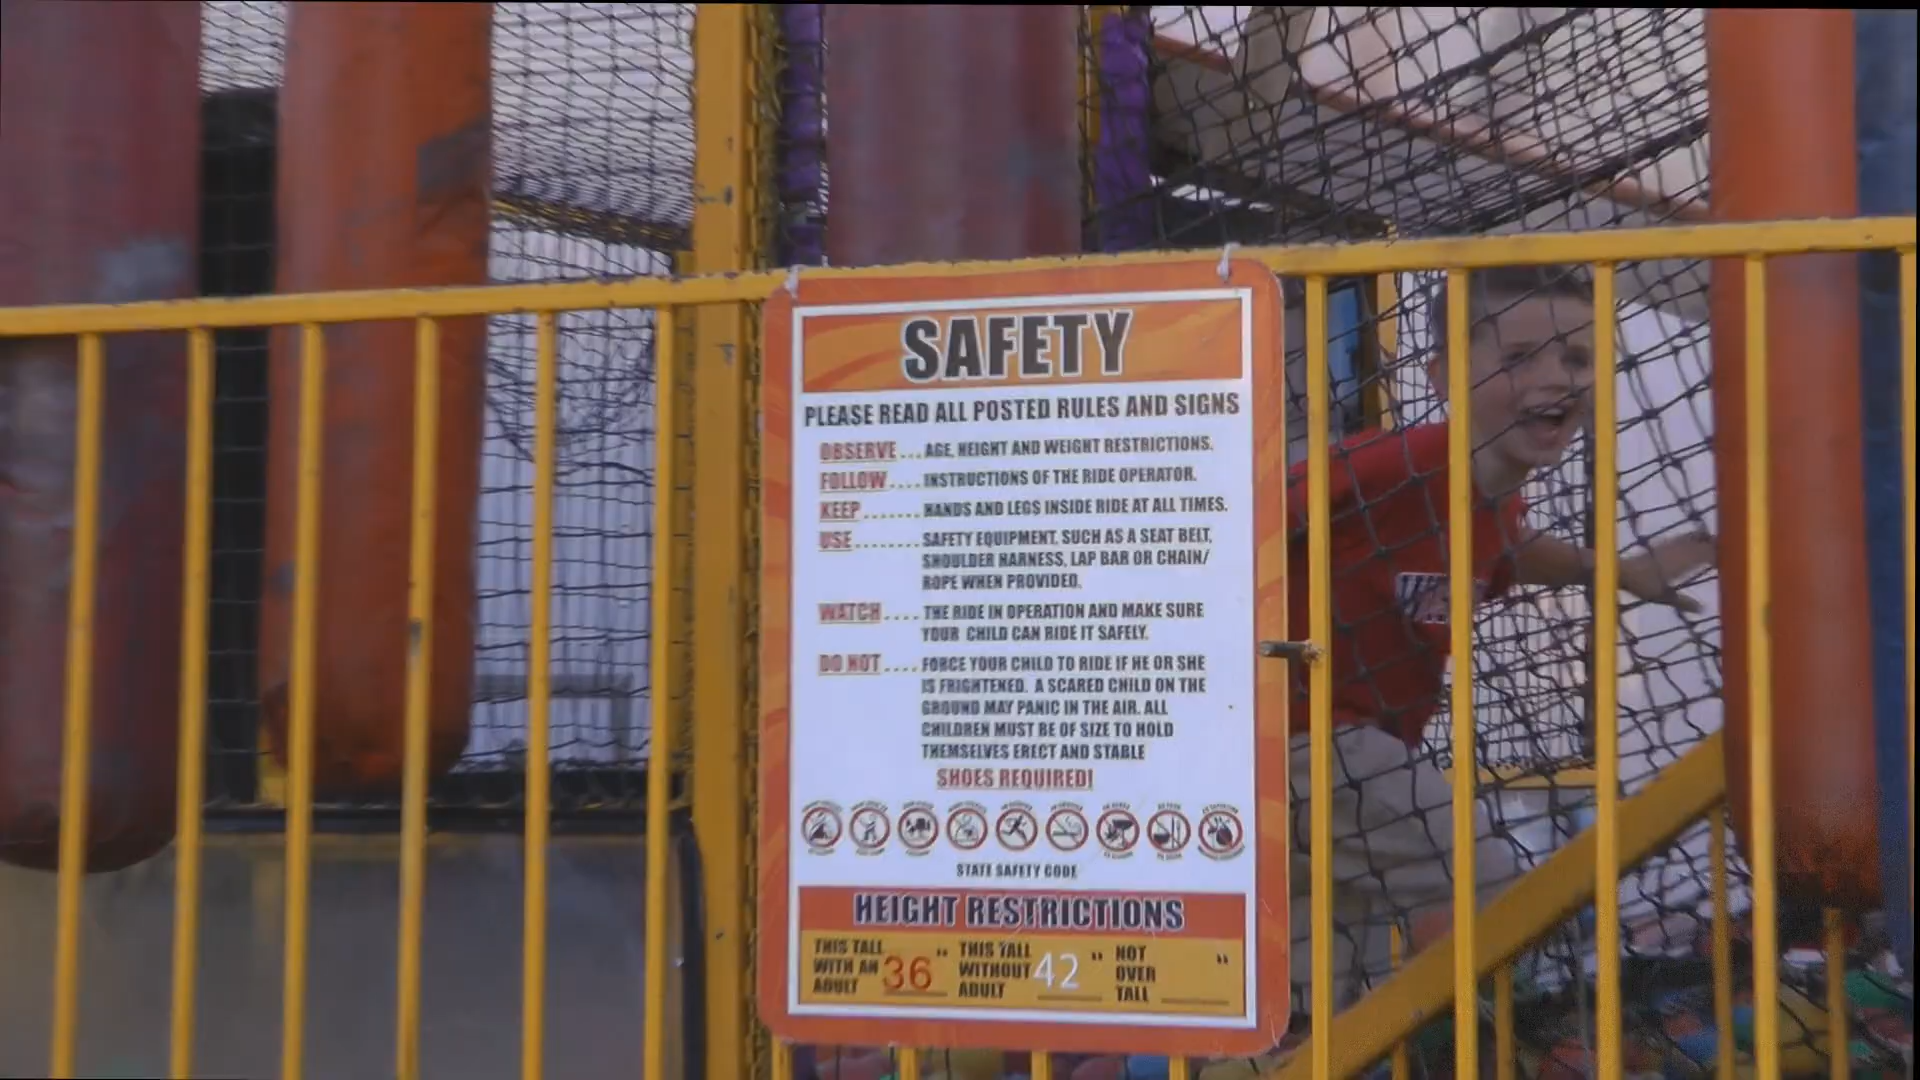 SAFETY
PLEASE READ ALL POSTED RULES AND SIGNS
OBSERVE... AGE, HEIGHT AND WEIGHT RESTRICTIONS.
FOLLOW.... INSTRUCTIONS OF THE RIDE OPERATOR.
KEEP....... HANDS AND LEGS INSIDE RIDE AT ALL TIMES.
USE........ SAFETY EQUIPMENT, SUCH AS A SEAT BELT,
SHOULDER HARNESS, LAP BAR OR CHAIN/
ROPE WHEN PROVIDED.
WATCH.... THE RIDE IN OPERATION AND MAKE SURE
YOUR CHILD CAN RIDE IT SAFELY.
DO NOT.... FORCE YOUR CHILD TO RIDE IF HE OR SHE
IS FRIGHTENED. A SCARED CHILD ON THE
GROUND MAY PANIC IN THE AIR. ALL
CHILDREN MUST BE OF SIZE TO HOLD
THEMSELVES ERECT AND STABLE
SHOES REQUIRED!
STATE SAFETY CODE
HEIGHT RESTRICTIONS
THIS TALL WITH AN ADULT 36" THIS TALL WITHOUT ADULT 42" NOT OVER TALL "